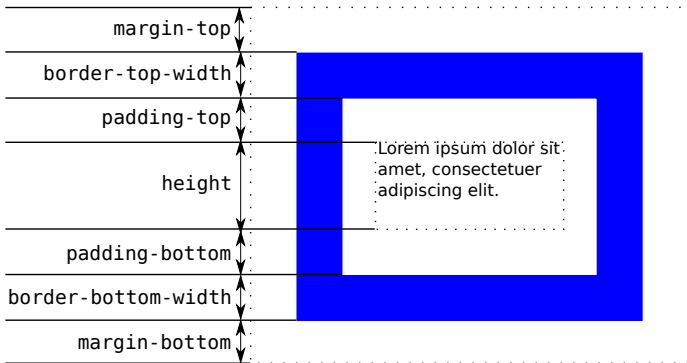 margin-top
border-top-width
padding-top
height
padding-bottom
border-bottom-width
margin-bottom
Lorem ipsum dolor sit
amet, consectetuer
adipiscing elit.